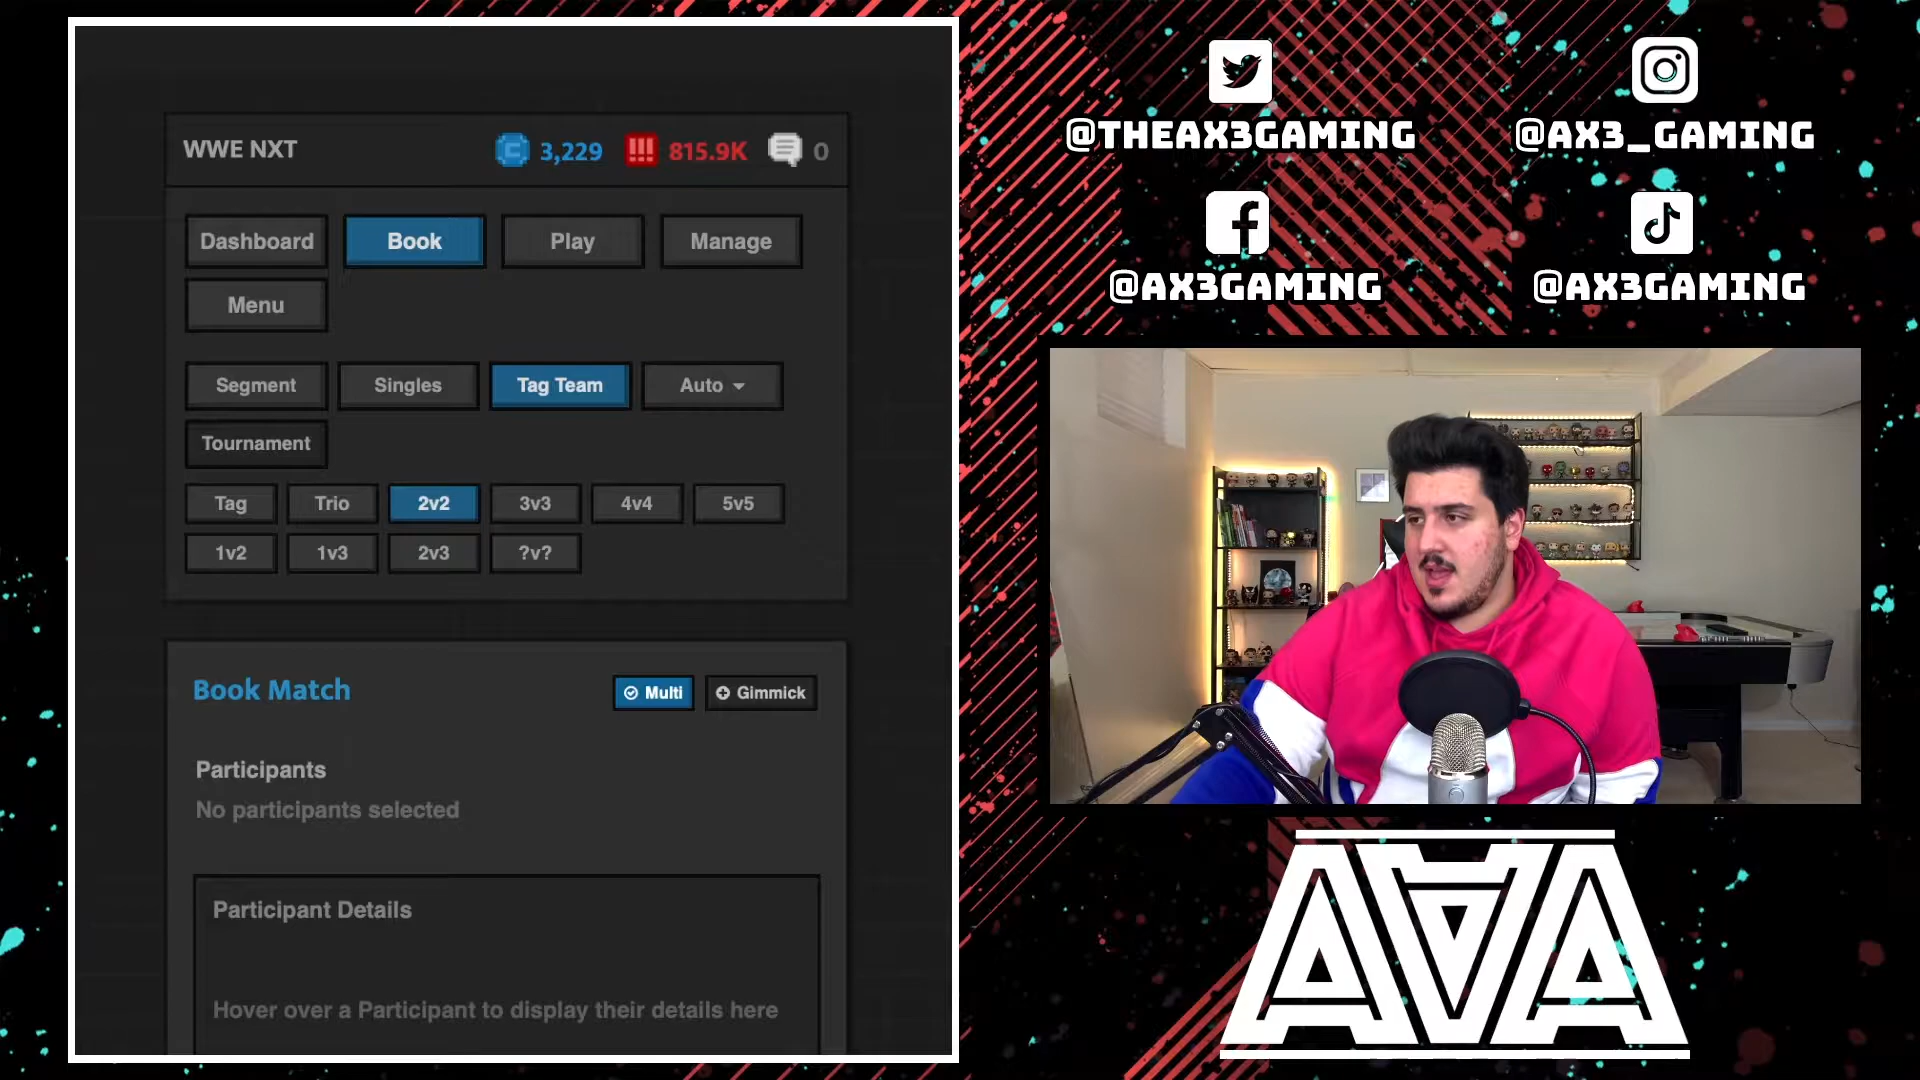 WWE NXT
3,229
815.9K
0
Dashboard
Book
Play
Manage
Menu
Segment
Singles
Tag Team
Auto
Tournament
Tag
Trio
2v2
3v3
4v4
5v5
1v2
1v3
2v3
?v?
Book Match
Multi
Gimmick
Participants
No participants selected
Participant Details
Hover over a Participant to display their details here
@THEAX3GAMING
@AX3_GAMING
@AX3GAMING
@AX3GAMING